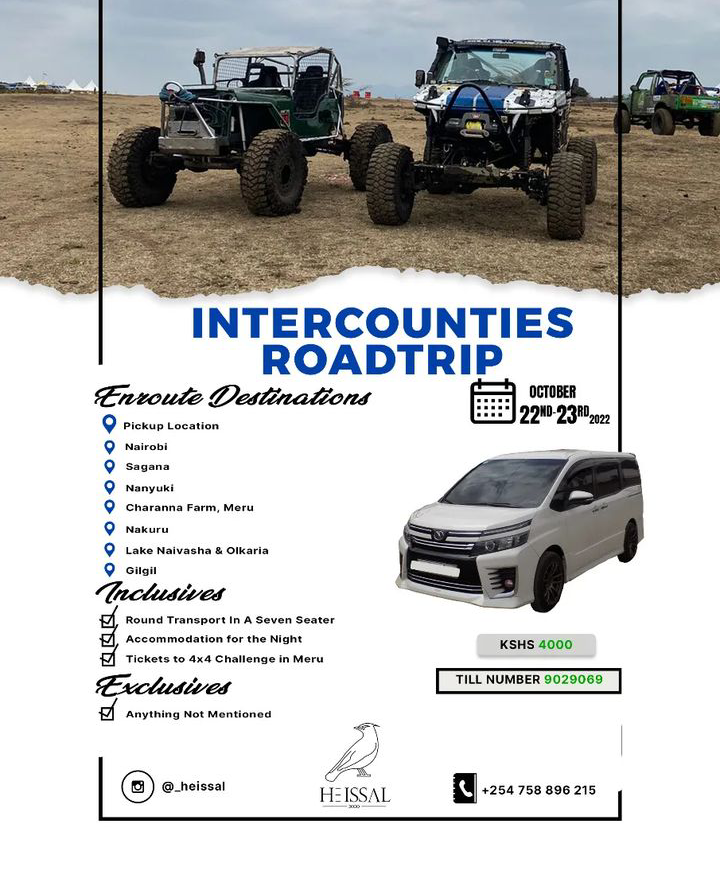 INTERCOUNTIES
ROADTRIP
Enroute Destinations
OCTOBER
22ND-23RD 2022
Pickup Location
Nairobi
Sagana
Nanyuki
Charanna Farm, Meru
Nakuru
Lake Naivasha & Olkaria
Gilgil
Inclusives
Round Transport In A Seven Seater
Accommodation for the Night
Tickets to 4x4 Challenge in Meru
KSHS 4000
TILL NUMBER 9029069
Exclusives
Anything Not Mentioned
@_heissal
HEISSAL
+254 758 896 215